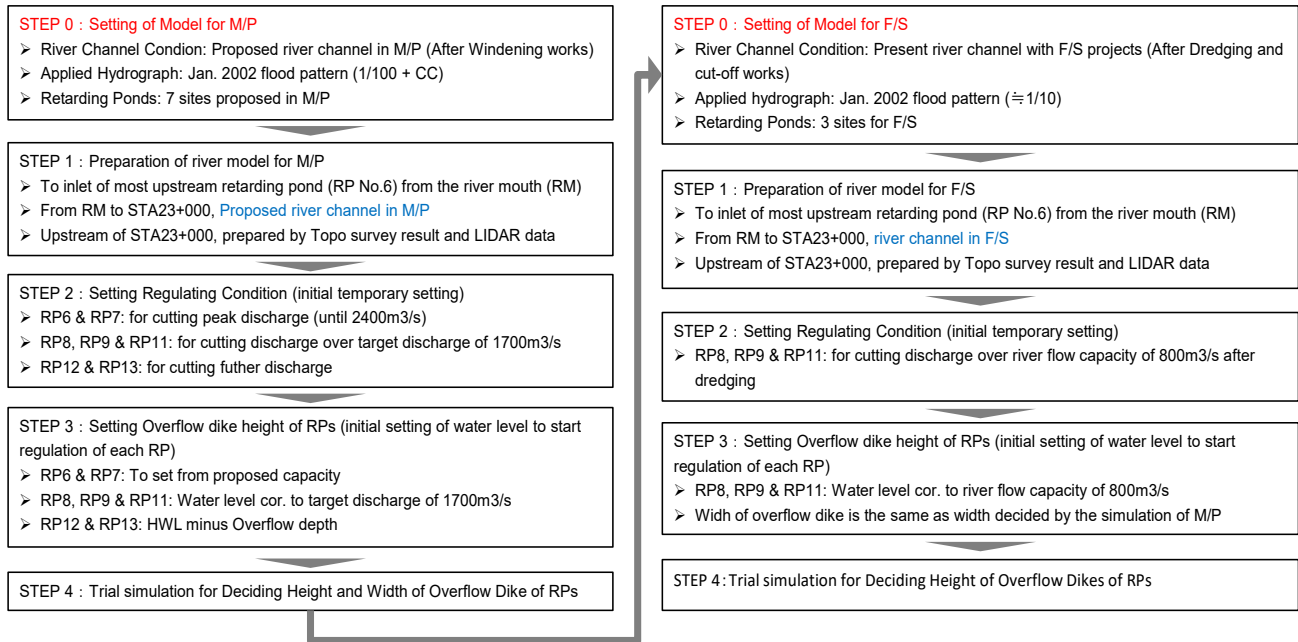 STEP 0：Setting of Model for M/P
➢ River Channel Condion: Proposed river channel in M/P (After Windening works)
➢ Applied Hydrograph: Jan. 2002 flood pattern (1/100 + CC)
➢ Retarding Ponds: 7 sites proposed in M/P
STEP 1：Preparation of river model for M/P
➢ To inlet of most upstream retarding pond (RP No.6) from the river mouth (RM)
➢ From RM to STA23+000, Proposed river channel in M/P
➢ Upstream of STA23+000, prepared by Topo survey result and LIDAR data
STEP 2：Setting Regulating Condition (initial temporary setting)
➢ RP6 & RP7: for cutting peak discharge (until 2400m3/s)
➢ RP8, RP9 & RP11: for cutting discharge over target discharge of 1700m3/s
➢ RP12 & RP13: for cutting futher discharge
STEP 3：Setting Overflow dike height of RPs (initial setting of water level to start
regulation of each RP)
➢ RP6 & RP7: To set from proposed capacity
➢ RP8, RP9 & RP11: Water level cor. to target discharge of 1700m3/s
➢ RP12 & RP13: HWL minus Overflow depth
STEP 4：Trial simulation for Deciding Height and Width of Overflow Dike of RPs
STEP 0：Setting of Model for F/S
➢ River Channel Condition: Present river channel with F/S projects (After Dredging and
cut-off works)
➢ Applied hydrograph: Jan. 2002 flood pattern (≒1/10)
➢ Retarding Ponds: 3 sites for F/S
STEP 1：Preparation of river model for F/S
➢ To inlet of most upstream retarding pond (RP No.6) from the river mouth (RM)
➢ From RM to STA23+000, river channel in F/S
➢ Upstream of STA23+000, prepared by Topo survey result and LIDAR data
STEP 2：Setting Regulating Condition (initial temporary setting)
➢ RP8, RP9 & RP11: for cutting discharge over river flow capacity of 800m3/s after
dredging
STEP 3：Setting Overflow dike height of RPs (initial setting of water level to start
regulation of each RP)
➢ RP8, RP9 & RP11: Water level cor. to river flow capacity of 800m3/s
➢ Widh of overflow dike is the same as width decided by the simulation of M/P
STEP 4：Trial simulation for Deciding Height of Overflow Dikes of RPs